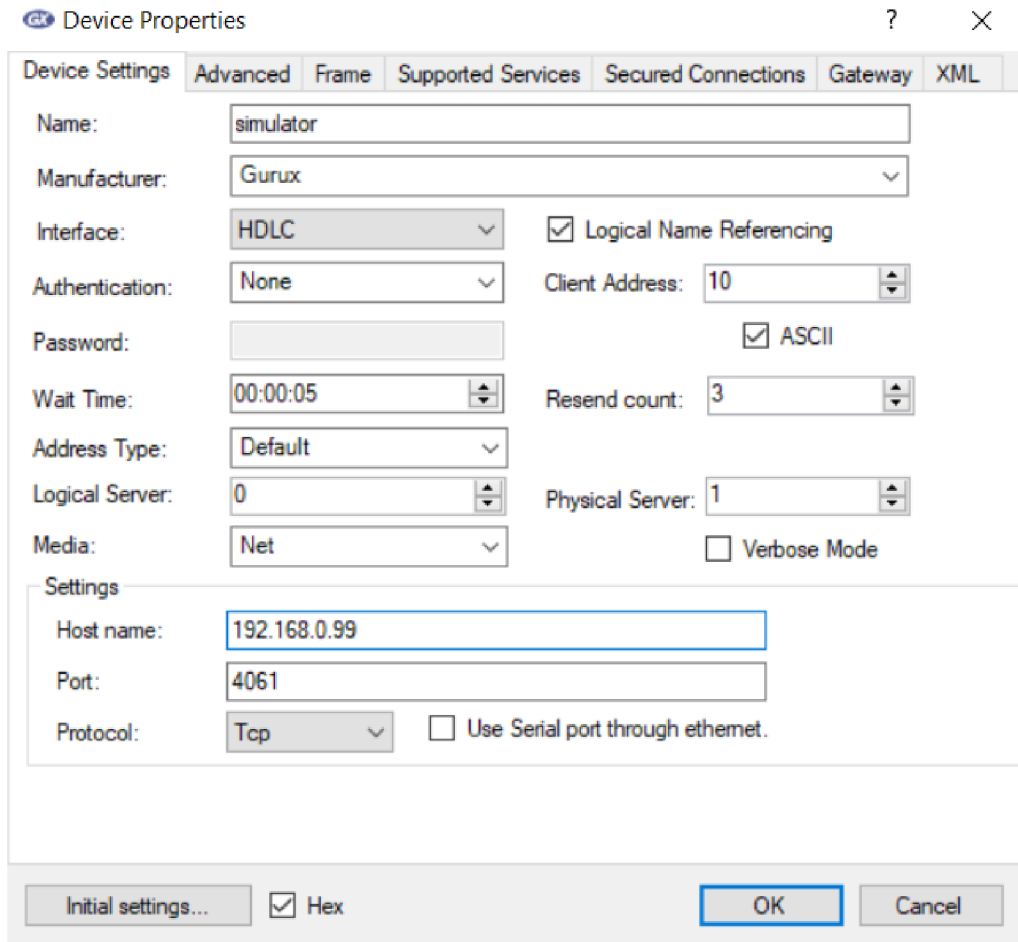 GX Device Properties ? 
Device Settings Advanced Frame Supported Services Secured Connections Gateway XML
Name: simulator
Manufacturer: Gurux
Interface: HDLC Logical Name Referencing
Authentication: None Client Address: 10
Password: ASCII
Wait Time: 00:00:05 Resend count: 3
Address Type: Default
Logical Server: 0 Physical Server: 1
Media: Net Verbose Mode
Settings
Host name: 192.168.0.99
Port: 4061
Protocol: Tcp Use Serial port through ethernet.
Initial settings... Hex OK Cancel